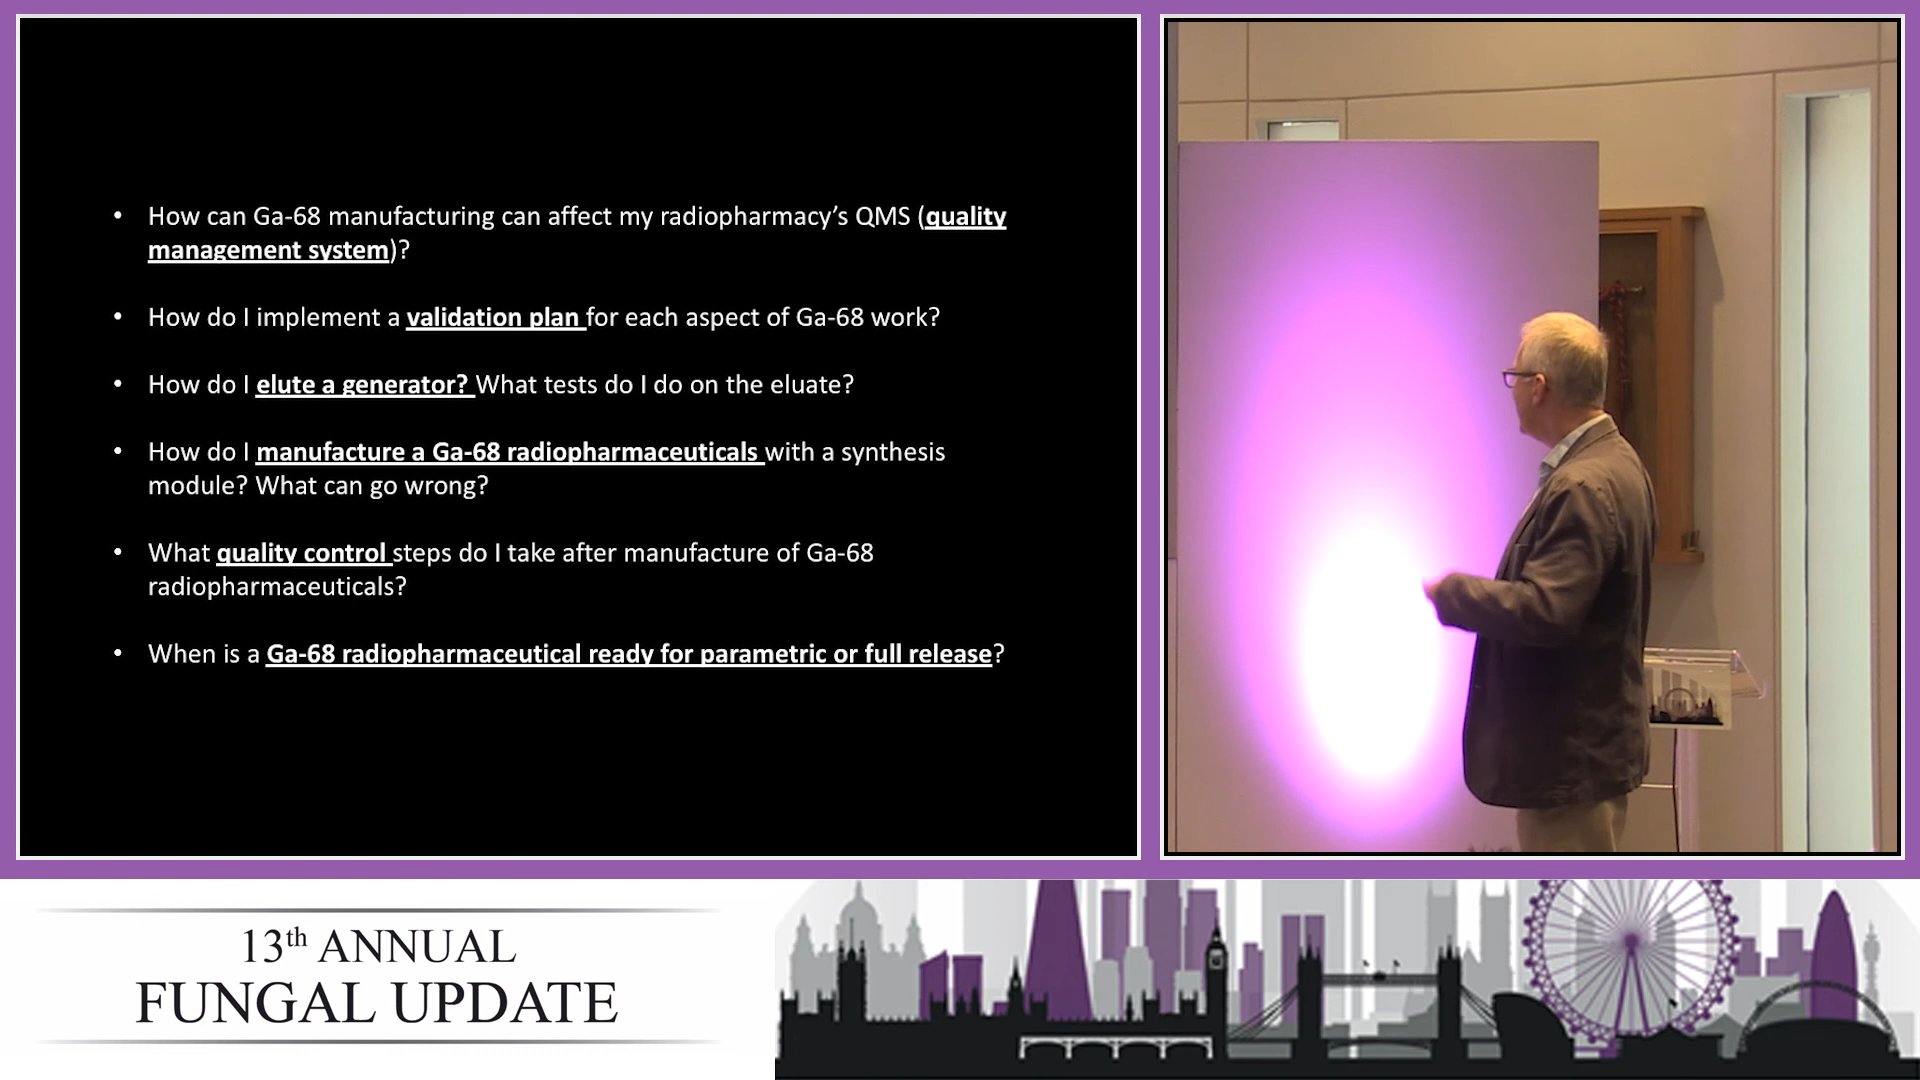 • How can Ga-68 manufacturing can affect my radiopharmacy’s QMS (quality
management system)?
• How do I implement a validation plan for each aspect of Ga-68 work?
• How do I elute a generator? What tests do I do on the eluate?
• How do I manufacture a Ga-68 radiopharmaceuticals with a synthesis
module? What can go wrong?
• What quality control steps do I take after manufacture of Ga-68
radiopharmaceuticals?
• When is a Ga-68 radiopharmaceutical ready for parametric or full release?
13th ANNUAL
FUNGAL UPDATE